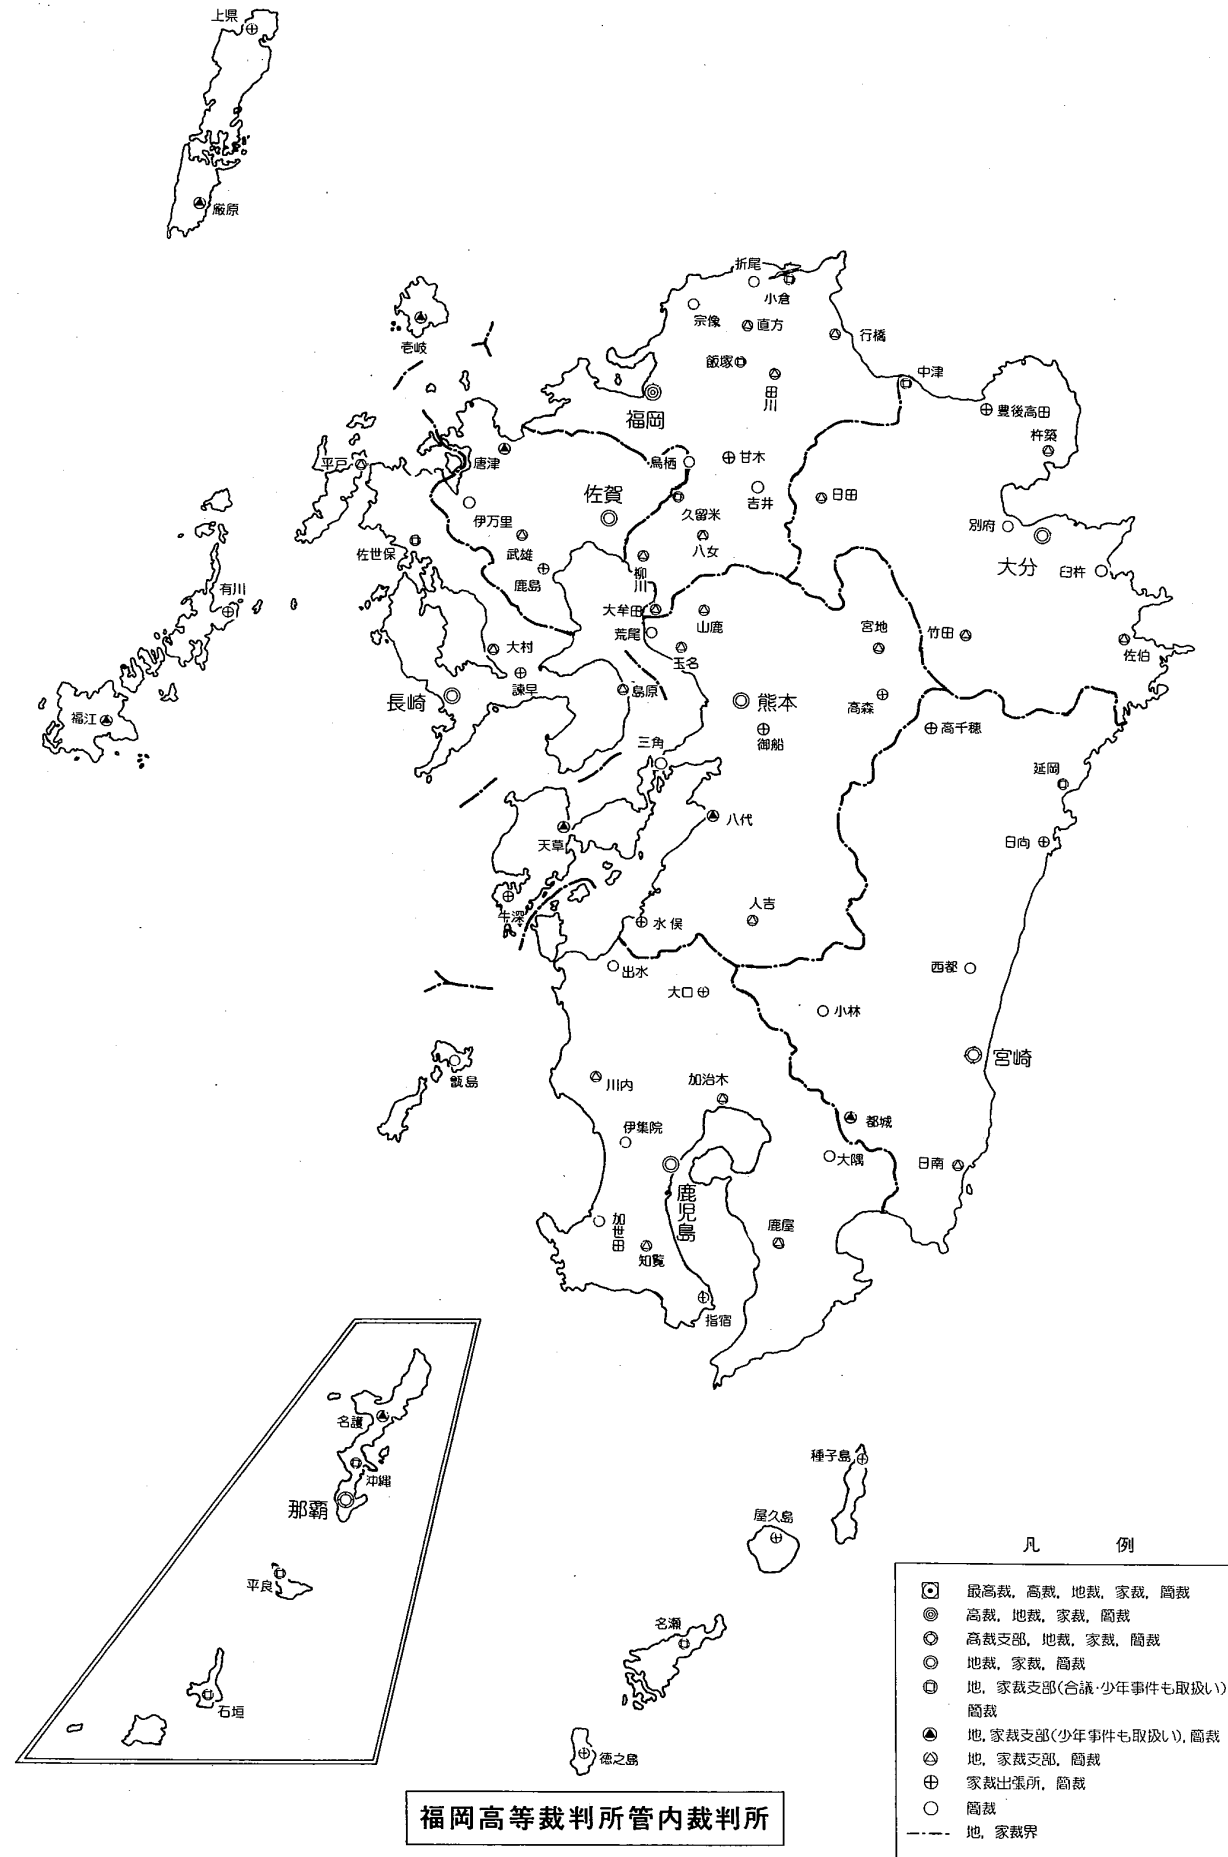 上県
厳原
壱岐
折尾
小倉
宗像
直方
行橋
飯塚
田川
中津
福岡
豊後高田
杵築
平戸
唐津
鳥栖
甘木
伊万里
佐賀
久留米
吉井
日田
別府
大分
佐世保
武雄
八女
柳川
鹿島
臼杵
有川
大牟田
山鹿
荒尾
宮地
竹田
佐伯
大村
玉名
諫早
島原
長崎
熊本
高森
福江
御船
高千穂
三角
延岡
天草
八代
日向
牛深
水俣
人吉
出水
西都
大口
小林
宮崎
甑島
川内
加治木
都城
伊集院
大隅
日南
鹿児島
加世田
知覧
鹿屋
指宿
名護
沖縄
那覇
平良
石垣
種子島
屋久島
名瀬
徳之島
凡 例
最高裁，高裁，地裁，家裁，簡裁
高裁，地裁，家裁，簡裁
高裁支部，地裁，家裁，簡裁
地裁，家裁，簡裁
地，家裁支部(合議・少年事件も取扱い)
簡裁
地，家裁支部(少年事件も取扱い)，簡裁
地，家裁支部，簡裁
家裁出張所，簡裁
簡裁
地，家裁界
福岡高等裁判所管内裁判所